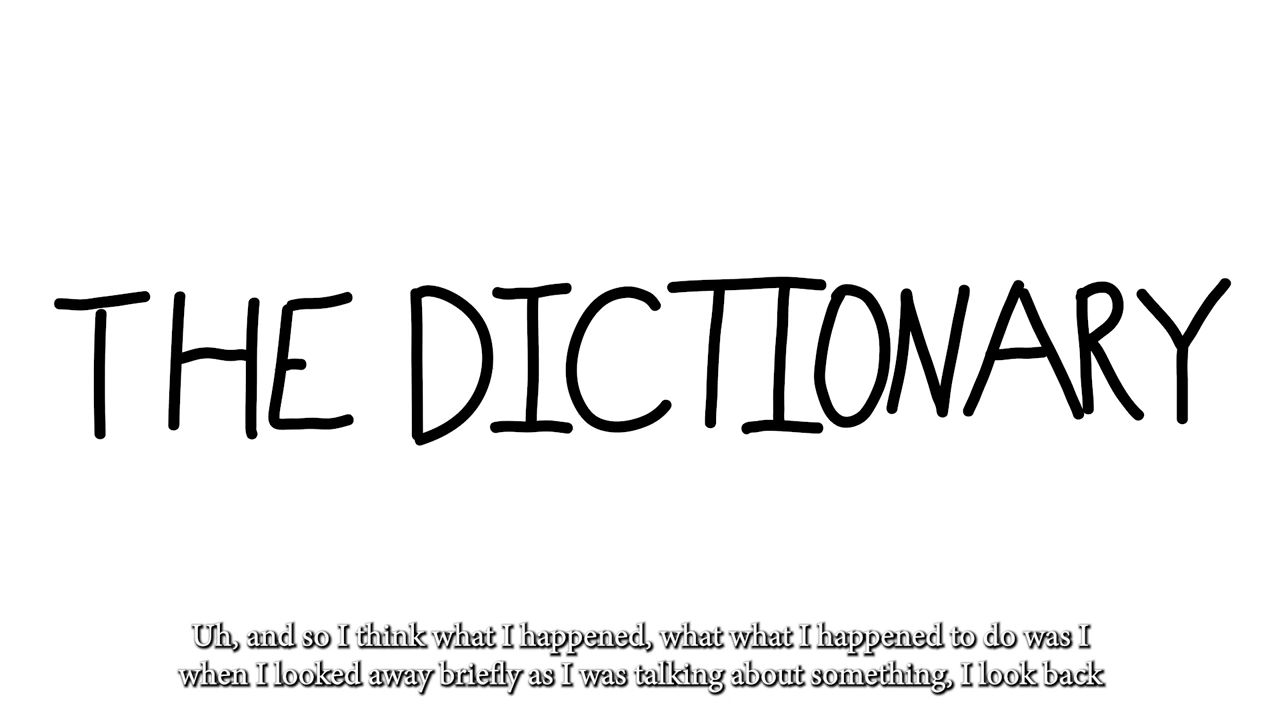 THE DICTIONARY
Uh, and so I think what I happened, what what I happened to do was I
when I looked away briefly as I was talking about something, I look back